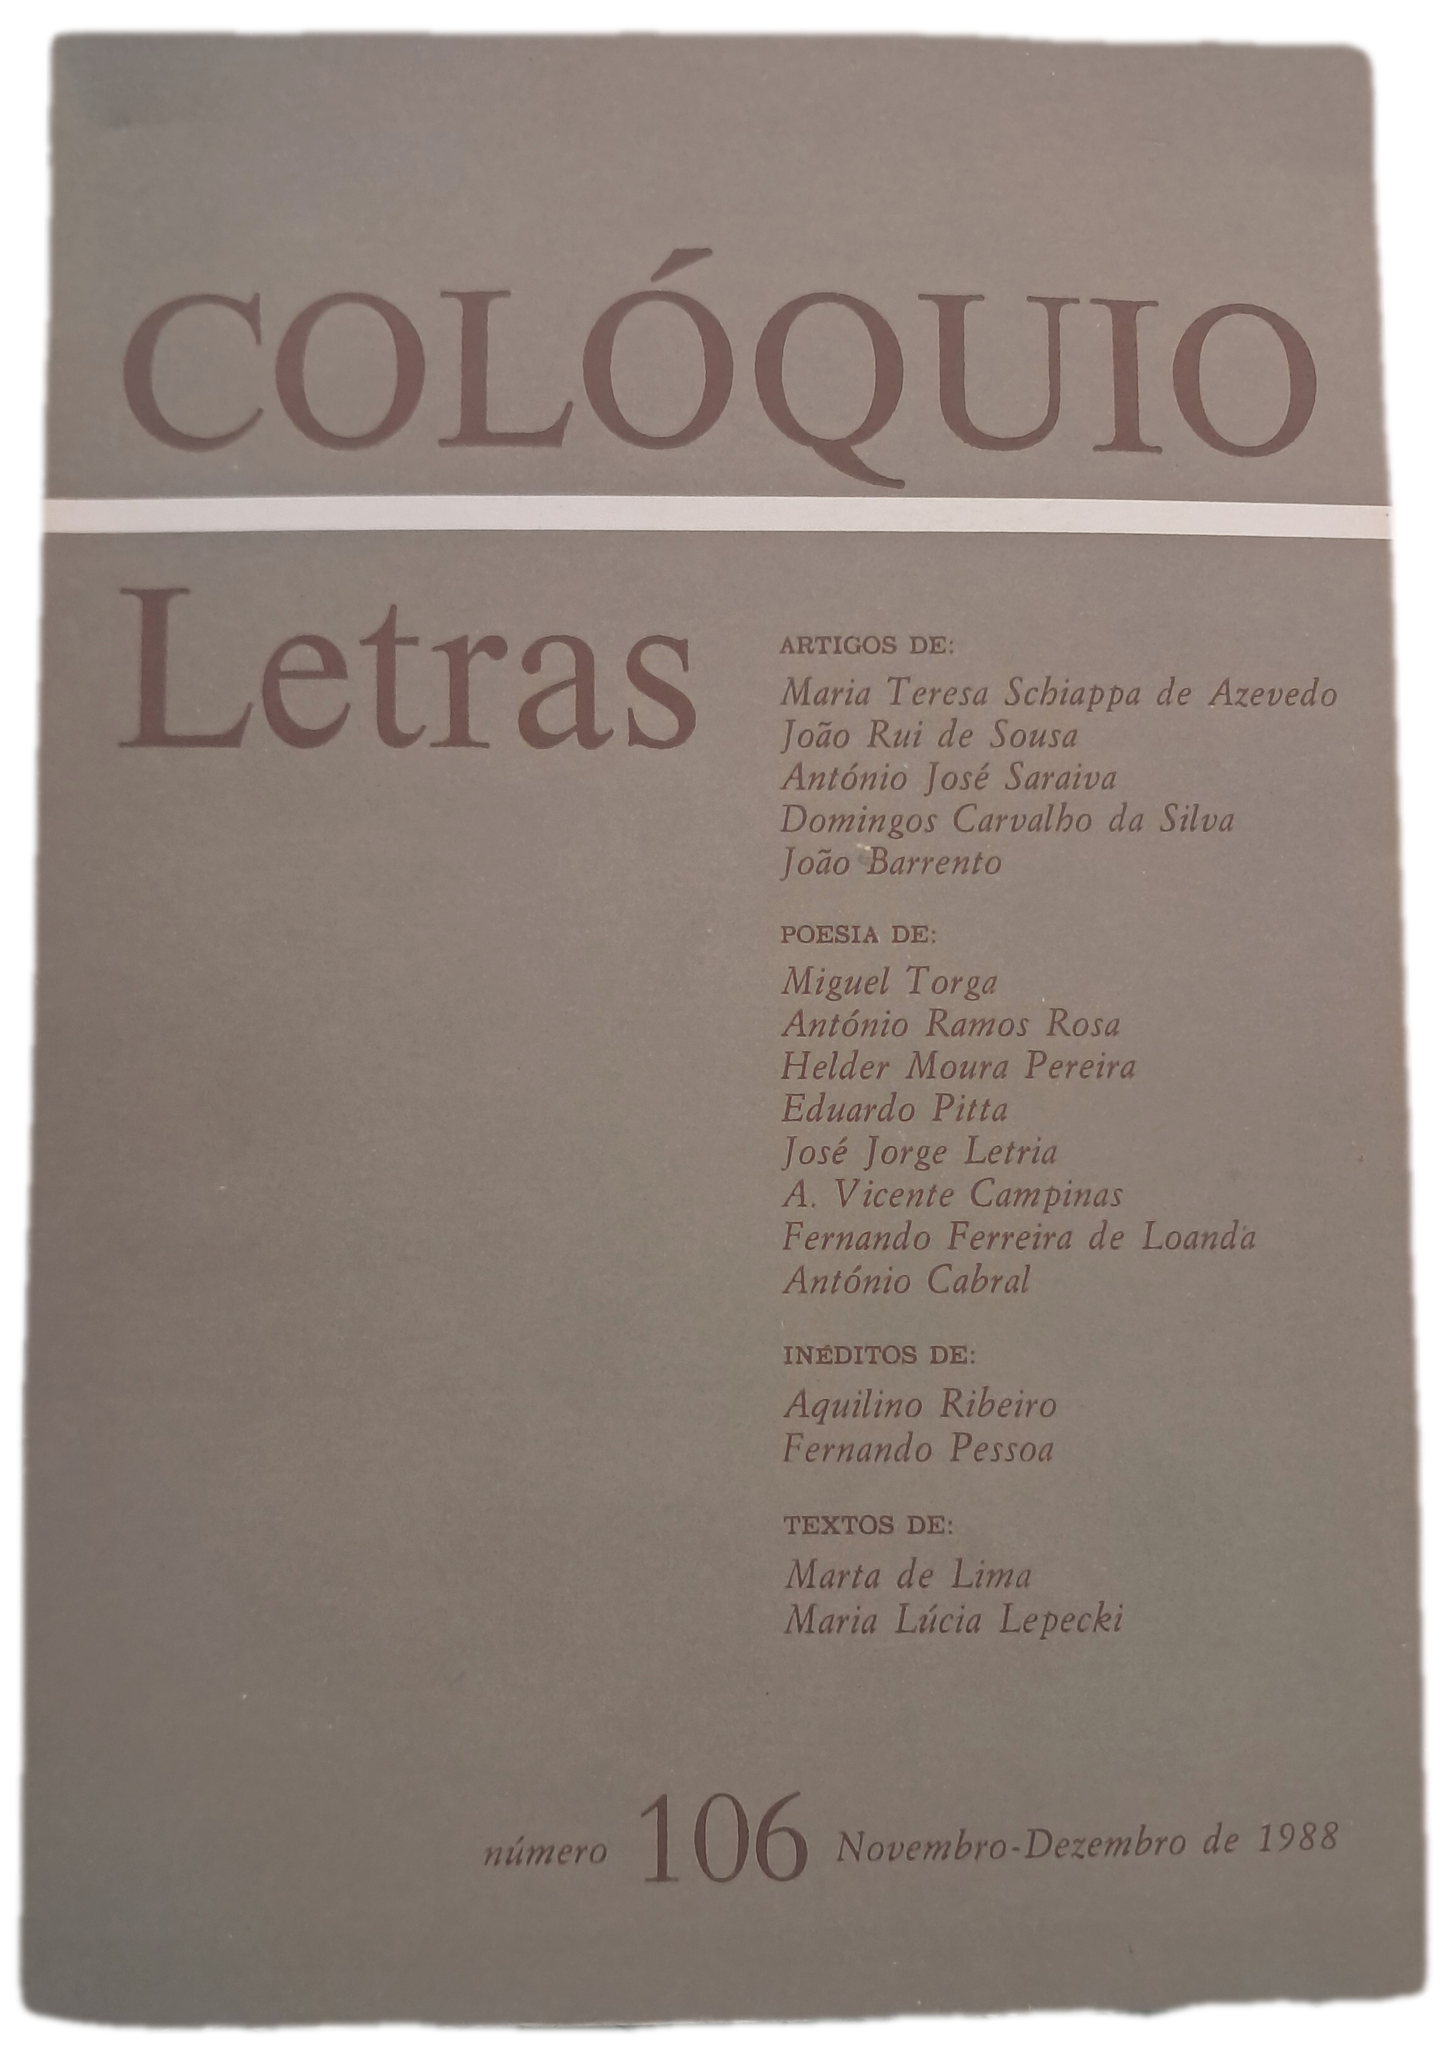 COLÓQUIO
Letras
ARTIGOS DE:
Maria Teresa Schiappa de Azevedo
João Rui de Sousa
António José Saraiva
Domingos Carvalho da Silva
João Barrento
POESIA DE:
Miguel Torga
António Ramos Rosa
Helder Moura Pereira
Eduardo Pitta
José Jorge Letria
A. Vicente Campinas
Fernando Ferreira de Loanda
António Cabral
INÉDITOS DE:
Aquilino Ribeiro
Fernando Pessoa
TEXTOS DE:
Marta de Lima
Maria Lúcia Lepecki
número 106 Novembro-Dezembro de 1988